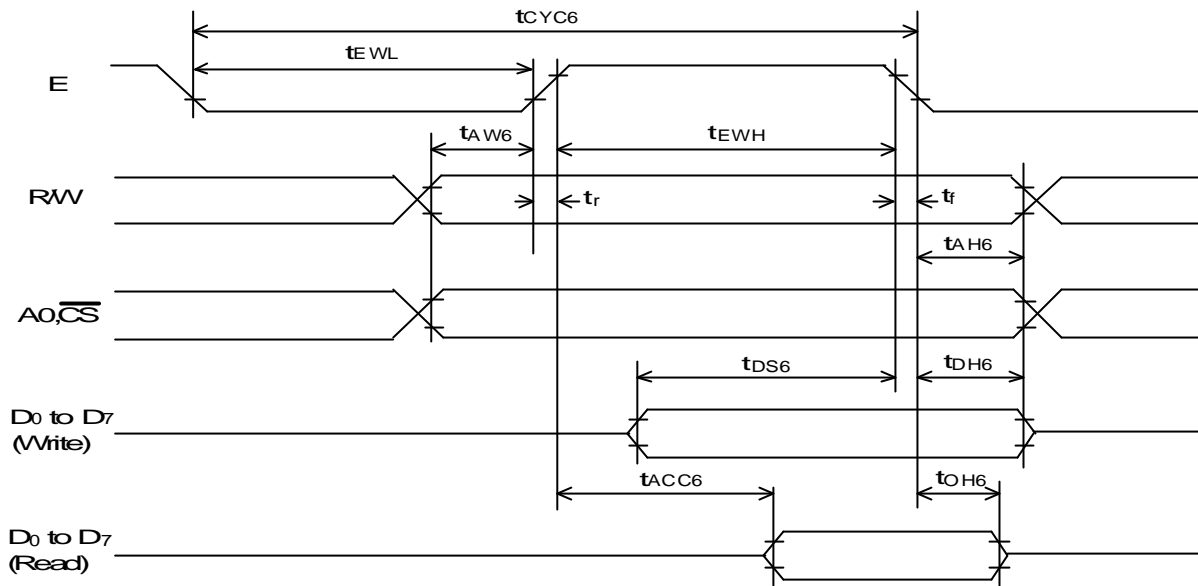 tCYC6
tEWL
E
tAW6
tEWH
R/W
tr
tf
tAH6
A0,CS
tDS6
tDH6
D0 to D7
(Write)
tACC6
tOH6
D0 to D7
(Read)